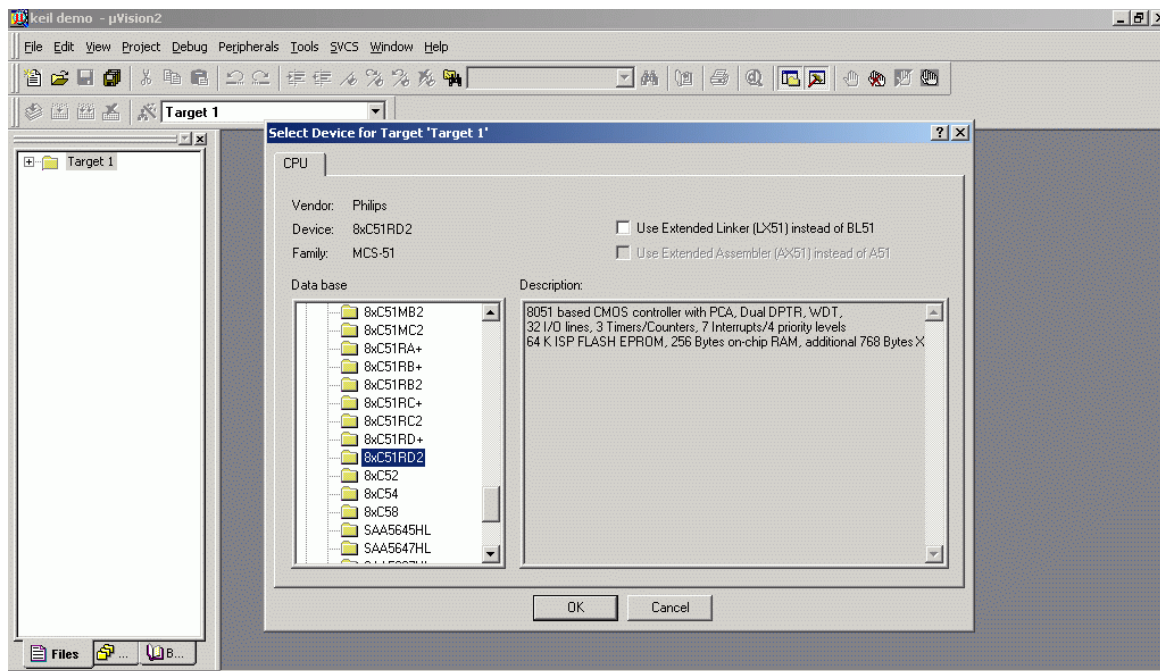 keil demo - µVision2
File Edit View Project Debug Peripherals Tools SVCS Window Help
Target 1
Select Device for Target 'Target 1'
Target 1
CPU
Vendor: Philips
Device: 8xC51RD2
Use Extended Linker (LX51) instead of BL51
Family: MCS-51
Use Extended Assembler (AX51) instead of A51
Data base
Description:
8xC51MB2
8xC51MC2
8xC51RA+
8xC51RB+
8xC51RB2
8xC51RC+
8xC51RC2
8xC51RD+
8xC51RD2
8xC52
8xC54
8xC58
SAA5645HL
SAA5647HL
8051 based CMOS controller with PCA, Dual DPTR, WDT,
32 I/O lines, 3 Timers/Counters, 7 Interrupts/4 priority levels
64 K ISP FLASH EPROM, 256 Bytes on-chip RAM, additional 768 Bytes X
OK Cancel
Files ... B...